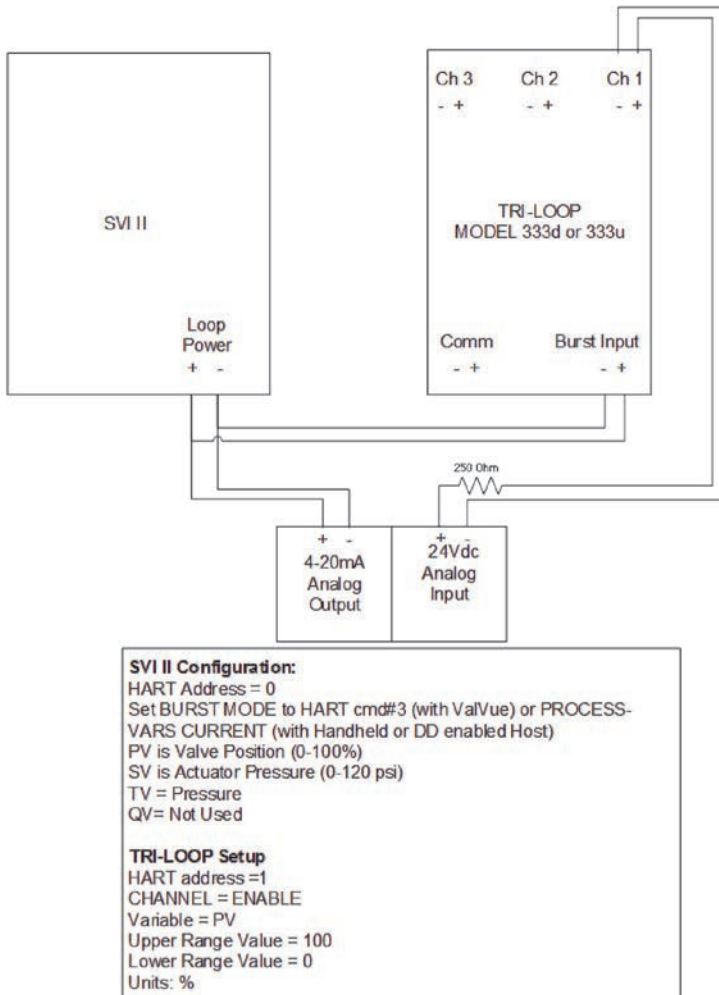 Ch 3 Ch 2 Ch 1
- + - + - +
SVI II
TRI-LOOP
MODEL 333d or 333u
Loop
Power
+ -
Comm Burst Input
- + - +
250 Ohm
+ -
4-20mA
Analog
Output
+ -
24Vdc
Analog
Input
SVI II Configuration:
HART Address = 0
Set BURST MODE to HART cmd#3 (with ValVue) or PROCESS-
VARS CURRENT (with Handheld or DD enabled Host)
PV is Valve Position (0-100%)
SV is Actuator Pressure (0-120 psi)
TV = Pressure
QV= Not Used
TRI-LOOP Setup
HART address =1
CHANNEL = ENABLE
Variable = PV
Upper Range Value = 100
Lower Range Value = 0
Units: %